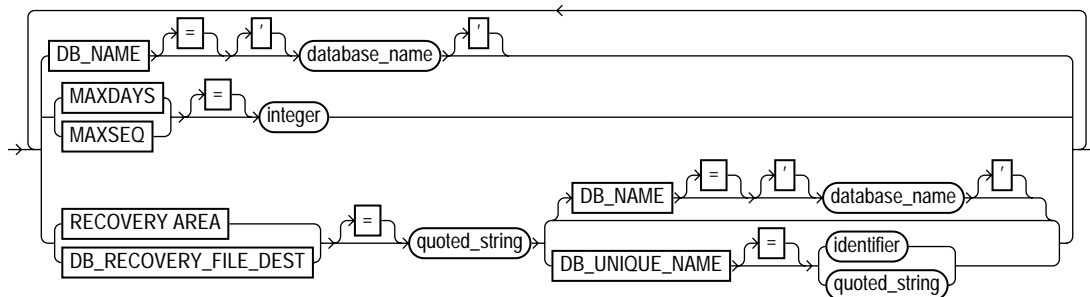 DB_NAME = ' database_name '
MAXDAYS
MAXSEQ
= integer
RECOVERY AREA
DB_RECOVERY_FILE_DEST
= quoted_string
DB_NAME = ' database_name '
DB_UNIQUE_NAME =
identifier
quoted_string